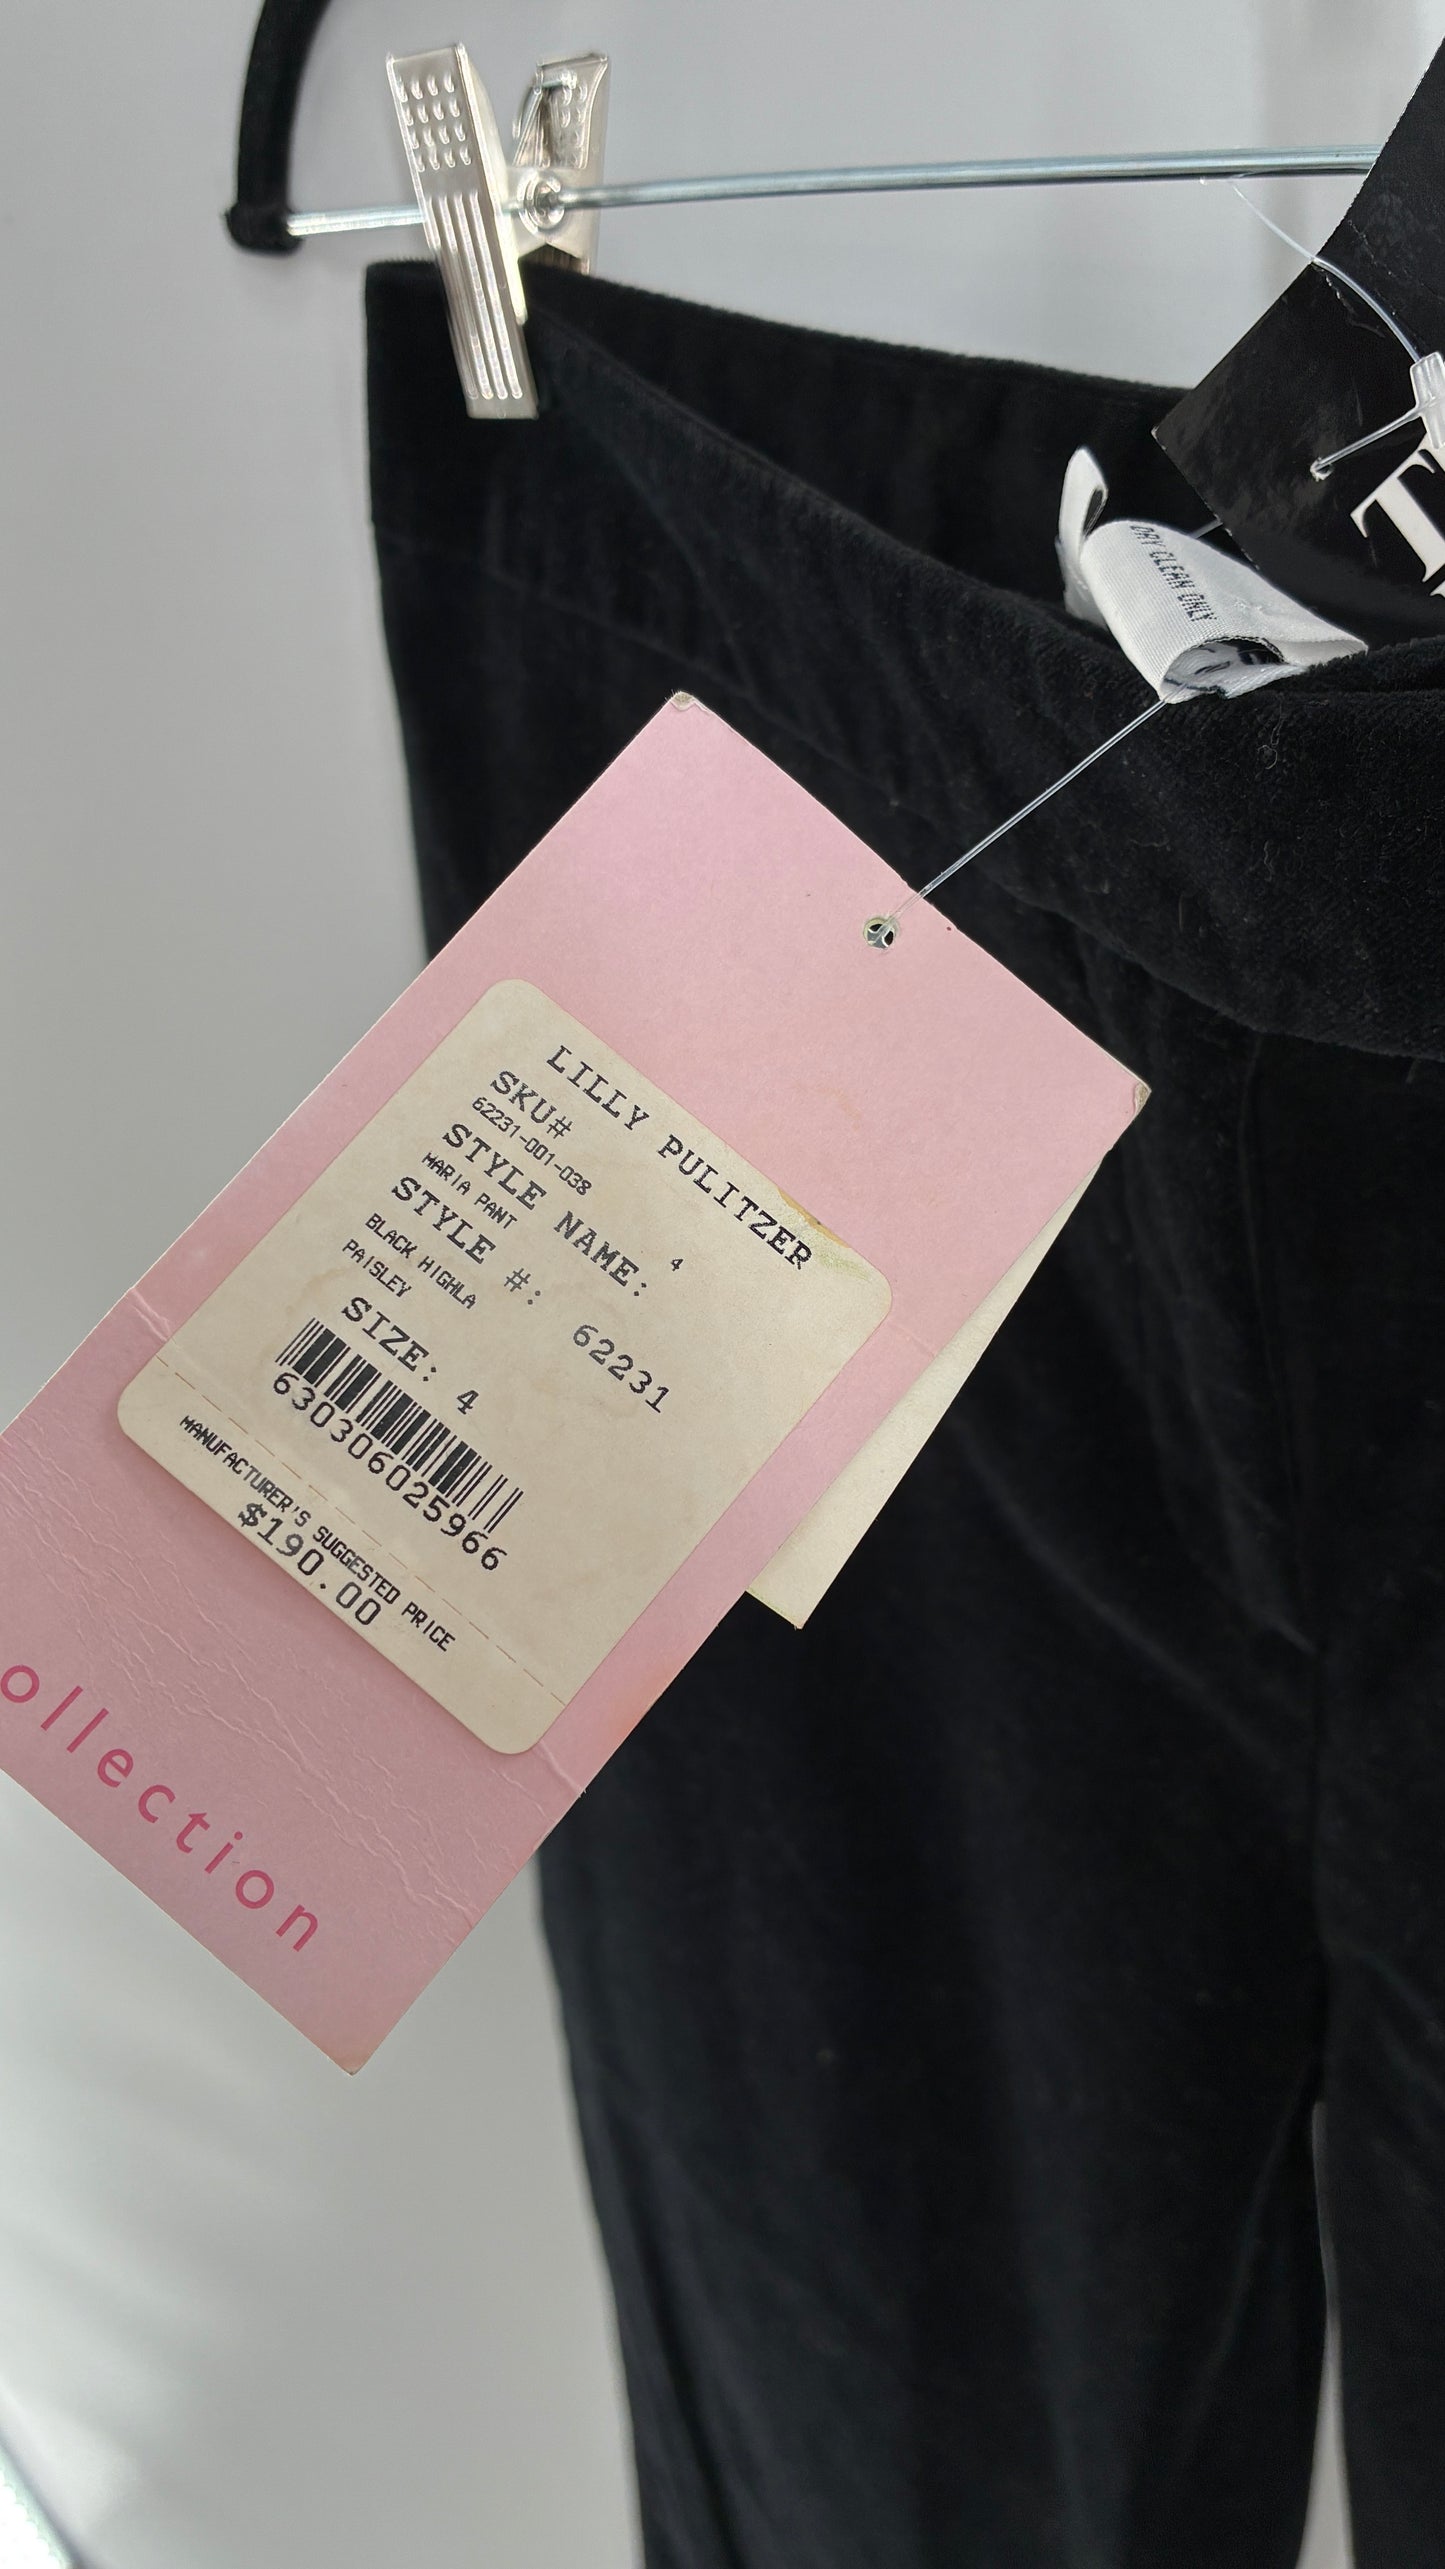 T
DRY CLEAN ONLY
LILLY PULITZER
SKU#
62231-001-038
STYLE NAME:
MARIA PANT 4
STYLE #: 62231
BLACK HIGHLA
PAISLEY
SIZE: 4
630306025966
MANUFACTURER'S SUGGESTED PRICE
$190.00
ollection